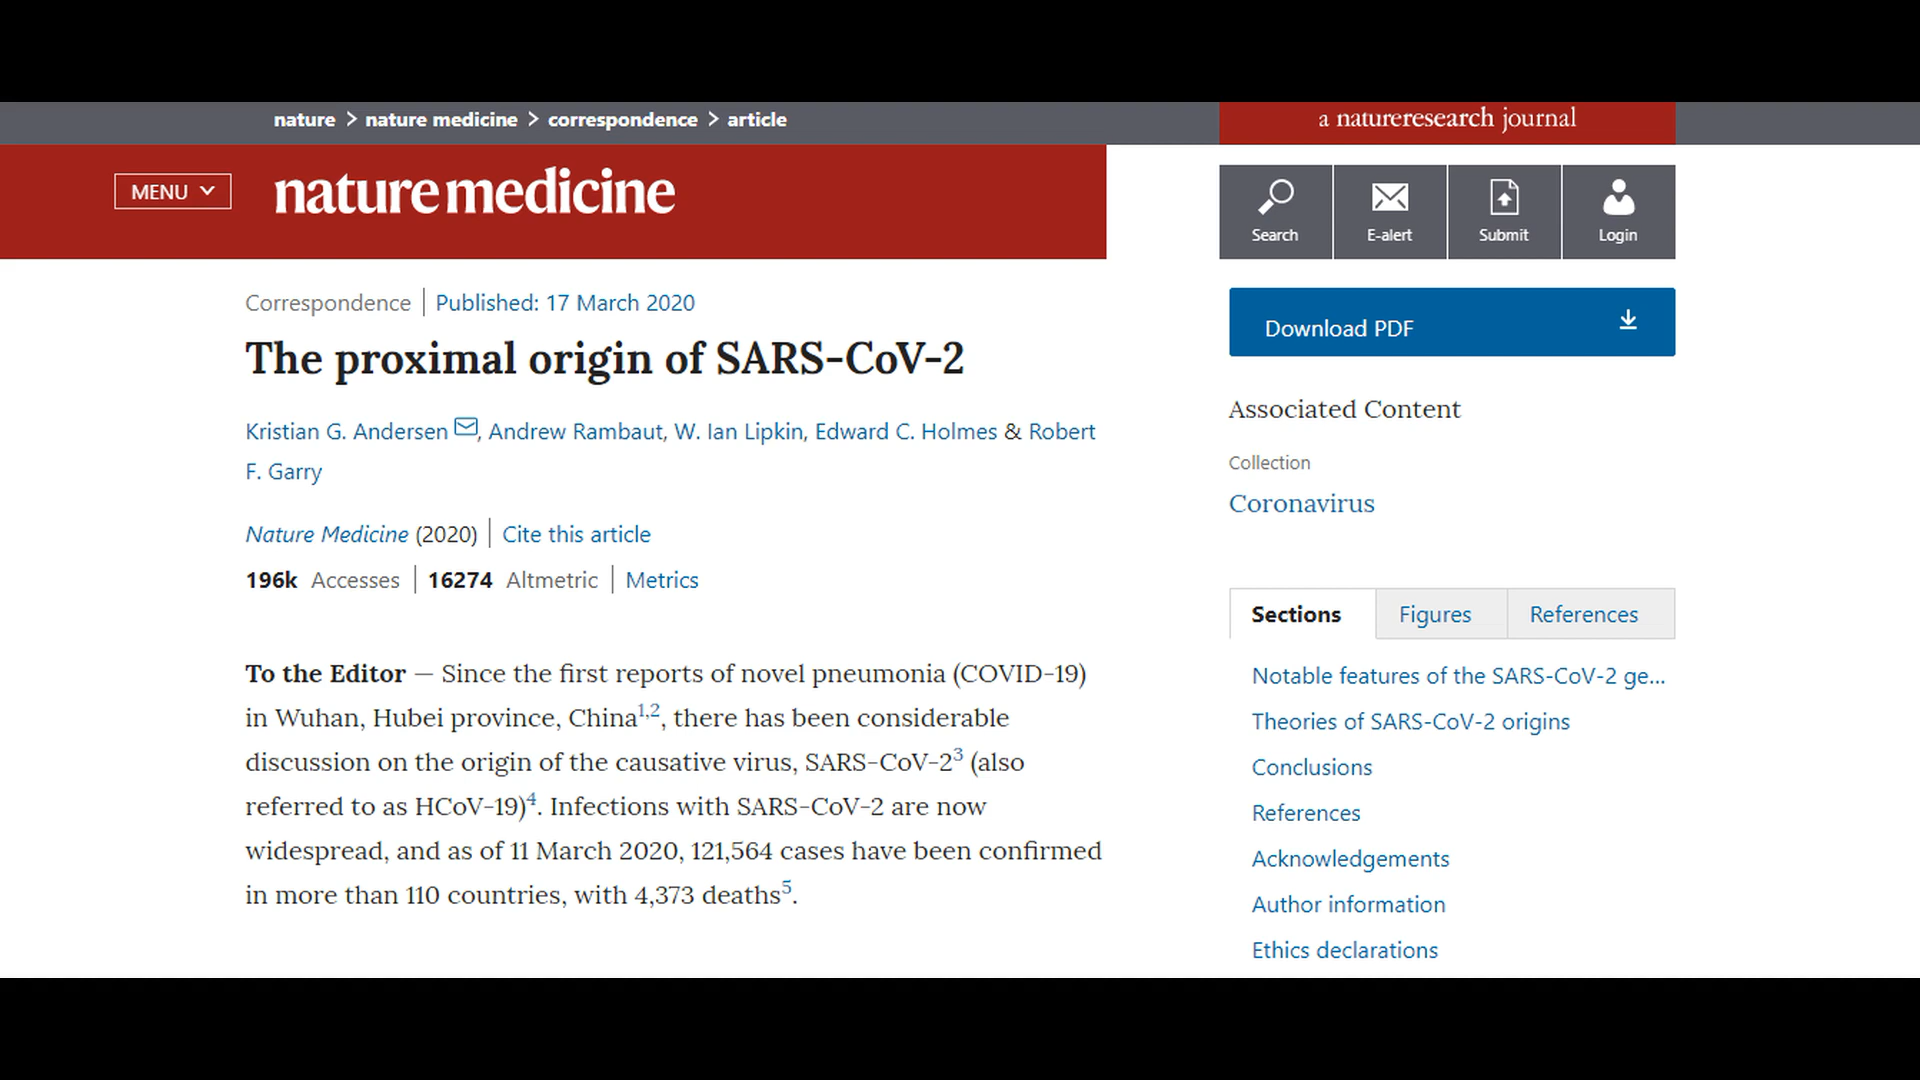 nature > nature medicine > correspondence > article
a natureresearch journal
MENU
nature medicine
Search
E-alert
Submit
Login
Correspondence | Published: 17 March 2020
The proximal origin of SARS-CoV-2
Kristian G. Andersen, Andrew Rambaut, W. Ian Lipkin, Edward C. Holmes & Robert
F. Garry
Nature Medicine (2020) | Cite this article
196k Accesses | 16274 Altmetric | Metrics
To the Editor — Since the first reports of novel pneumonia (COVID-19)
in Wuhan, Hubei province, China1,2, there has been considerable
discussion on the origin of the causative virus, SARS-CoV-23 (also
referred to as HCoV-19)4. Infections with SARS-CoV-2 are now
widespread, and as of 11 March 2020, 121,564 cases have been confirmed
in more than 110 countries, with 4,373 deaths5.
Download PDF
Associated Content
Collection
Coronavirus
Sections
Figures
References
Notable features of the SARS-CoV-2 ge...
Theories of SARS-CoV-2 origins
Conclusions
References
Acknowledgements
Author information
Ethics declarations